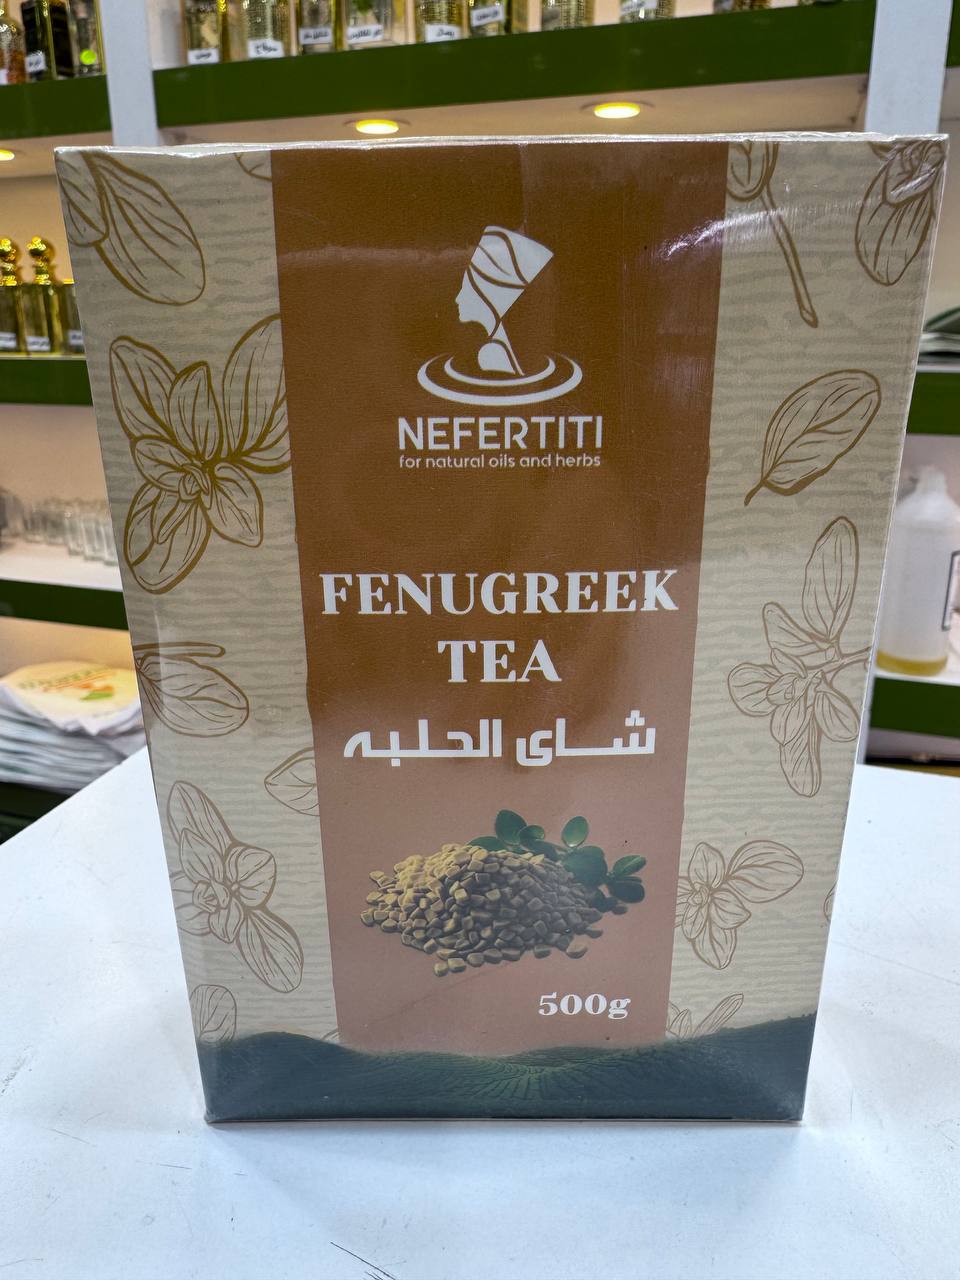 NEFERTITI
for natural oils and herbs
FENUGREEK
TEA
شاى الحلبه
500g